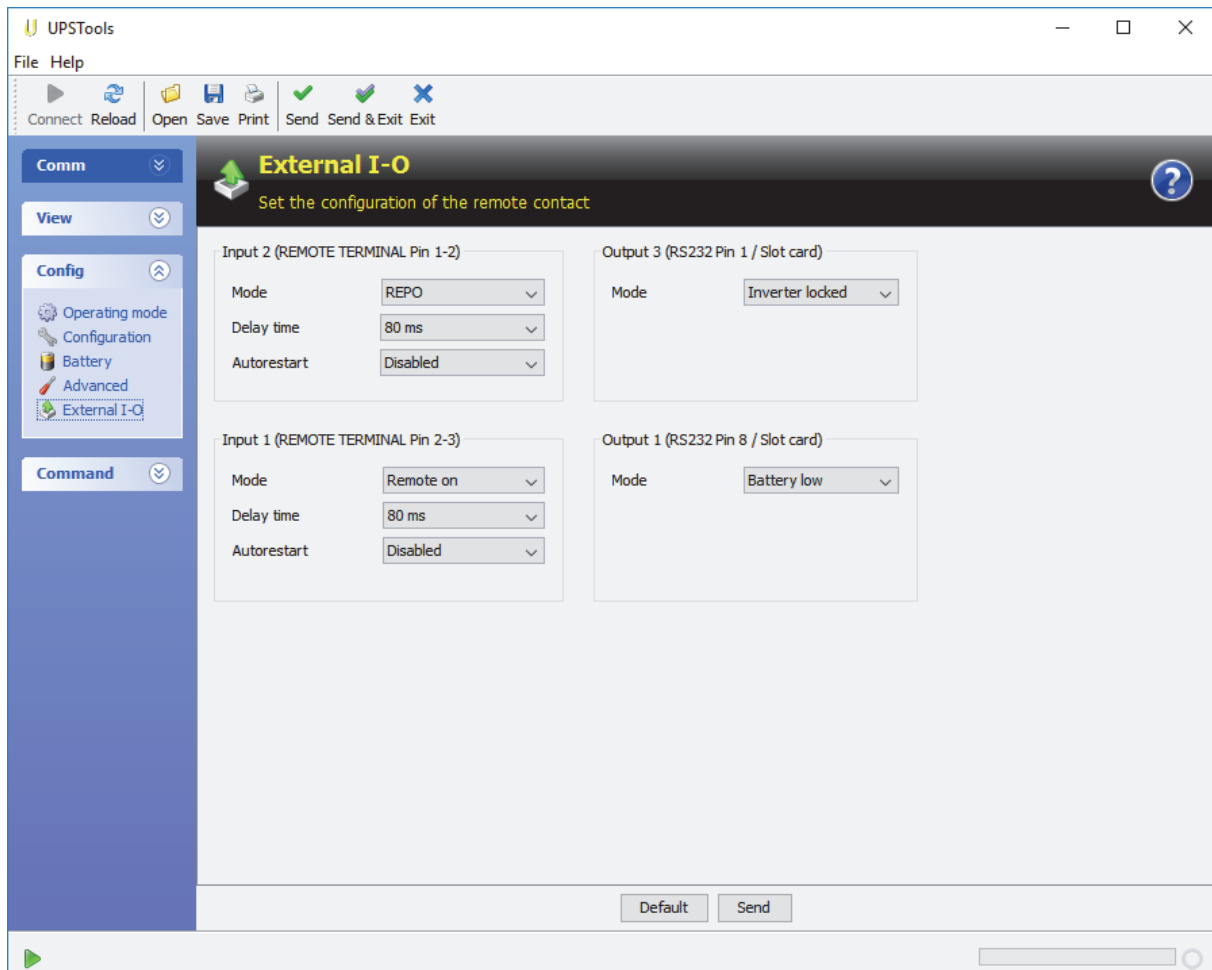 UPSTools
File Help
Connect Reload Open Save Print Send Send & Exit Exit
Comm
View
Config
Operating mode
Configuration
Battery
Advanced
External I-O
Command
External I-O
Set the configuration of the remote contact
?
Input 2 (REMOTE TERMINAL Pin 1-2)
Mode REPO
Delay time 80 ms
Autorestart Disabled
Output 3 (RS232 Pin 1 / Slot card)
Mode Inverter locked
Input 1 (REMOTE TERMINAL Pin 2-3)
Mode Remote on
Delay time 80 ms
Autorestart Disabled
Output 1 (RS232 Pin 8 / Slot card)
Mode Battery low
Default Send